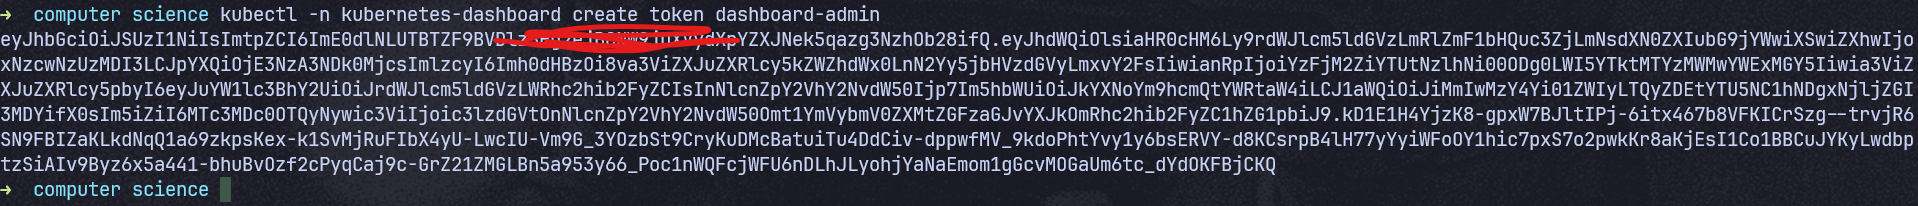 → computer science kubectl -n kubernetes-dashboard create token dashboard-admin
eyJhbGciOiJSUzI1NiIsImtpZCI6ImE0dlNLUTBTZF9BV YZXJNek5qazg3NzhOb28ifQ.eyJhdWQiOlsiaHR0cHM6Ly9rdWJlcm5ldGVzLmRlZmF1bHQuc3ZjLmNsdXN0ZXIubG9jYWwiXSwiZXhwIjo
xNzcwNzUzMDI3LCJpYXQiOjE3NzA3NDk0MjcsImlzcyI6Imh0dHBzOi8va3ViZXJuZXRlcy5kZWZhdWx0LnN2Yy5jbHVzdGVyLmxvY2FsIiwianRpIjoiYzFjM2ZiYTUtNzlhNi00ODg0LWI5YTktMTYzMWMwYWExMGY5Iiwia3ViZ
XJuZXRlcy5pbyI6eyJuYW1lc3BhY2UiOiJrdWJlcm5ldGVzLWRhc2hib2FyZCIsInNlcnZpY2VhY2NvdW50Ijp7Im5hbWUiOiJkYXNoYm9hcmQtYWRtaW4iLCJ1aWQiOiJiMmIwMzY4Yi01ZWIyLTQyZDEtYTU5NC1hNDgxNjljZGI
3MDYifX0sIm5iZiI6MTc3MDc0OTQyNywic3ViIjoic3lzdGVtOnNlcnZpY2VhY2NvdW50Omt1YmVybmV0ZXMtZGFzaGJvYXJkOmRhc2hib2FyZC1hZG1pbiJ9.kD1E1H4YjzK8-gpxW7BJltIPj-6itx467b8VFKICrSzg--trvjR6
SN9FBIZaKLkdNqQ1a69zkpsKex-k1SvMjRuFIbX4yU-LwcIU-Vm9G_3YOzbSt9CryKuDMcBatuiTu4DdCiv-dppwfMV_9kdoPhtYvv1y6bsERVY-d8KCsrpB4lH77yYyiWFoOY1hic7pxS7o2pwkKr8aKjEsI1Co1BBCuJYKyLwdbp
tzSiAIv9Byz6x5a441-bhuBvOzf2cPyqCaj9c-GrZ21ZMGLBn5a953y66_Poc1nWQFcjWFU6nDLhJLyohjYaNaEmom1gGcvMOGaUm6tc_dYdOKFBjCKQ
→ computer science